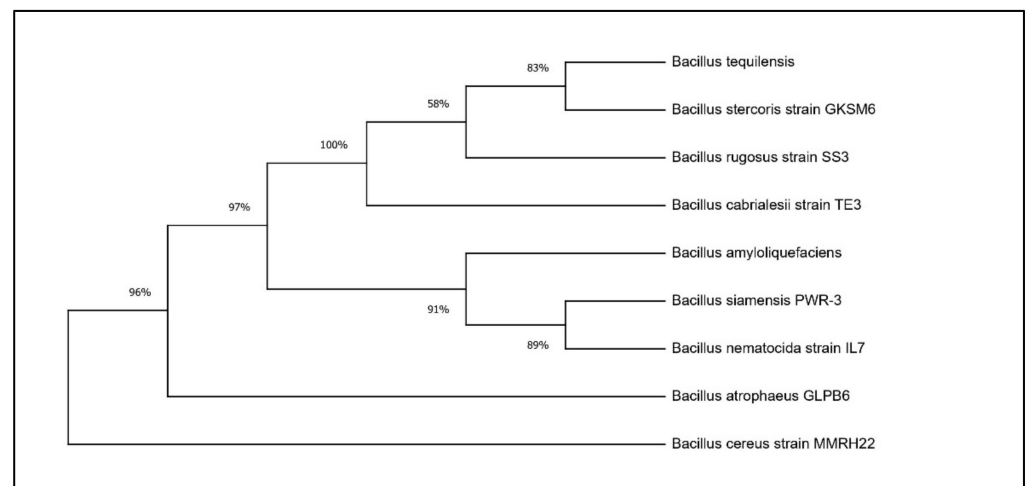 83%
Bacillus tequilensis
58%
Bacillus stercoris strain GKSM6
100%
Bacillus rugosus strain SS3
97%
Bacillus cabrialesii strain TE3
Bacillus amyloliquefaciens
96%
91%
Bacillus siamensis PWR-3
89%
Bacillus nematocida strain IL7
Bacillus atrophaeus GLPB6
Bacillus cereus strain MMRH22